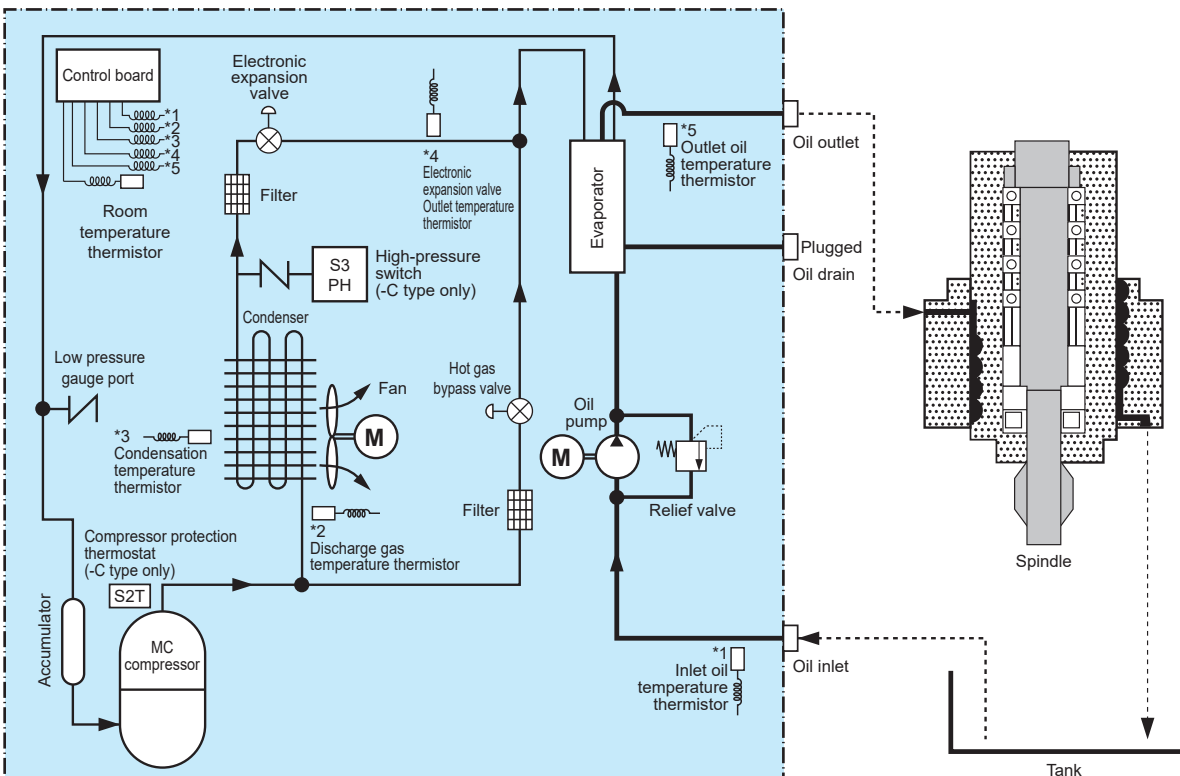 Control board
*1
*2
*3
*4
*5
Room
temperature
thermistor
Electronic
expansion
valve
Filter
*4
Electronic
expansion valve
Outlet temperature
thermistor
S3
PH
High-pressure
switch
(-C type only)
Condenser
Fan
M
Low pressure
gauge port
*3
Condensation
temperature
thermistor
Hot gas
bypass valve
Filter
*2
Discharge gas
temperature thermistor
Compressor protection
thermostat
(-C type only)
S2T
Accumulator
MC
compressor
Evaporator
*5
Outlet oil
temperature
thermistor
Oil outlet
Plugged
Oil drain
Oil
pump
M
Relief valve
*1
Inlet oil
temperature
thermistor
Oil inlet
Spindle
Tank